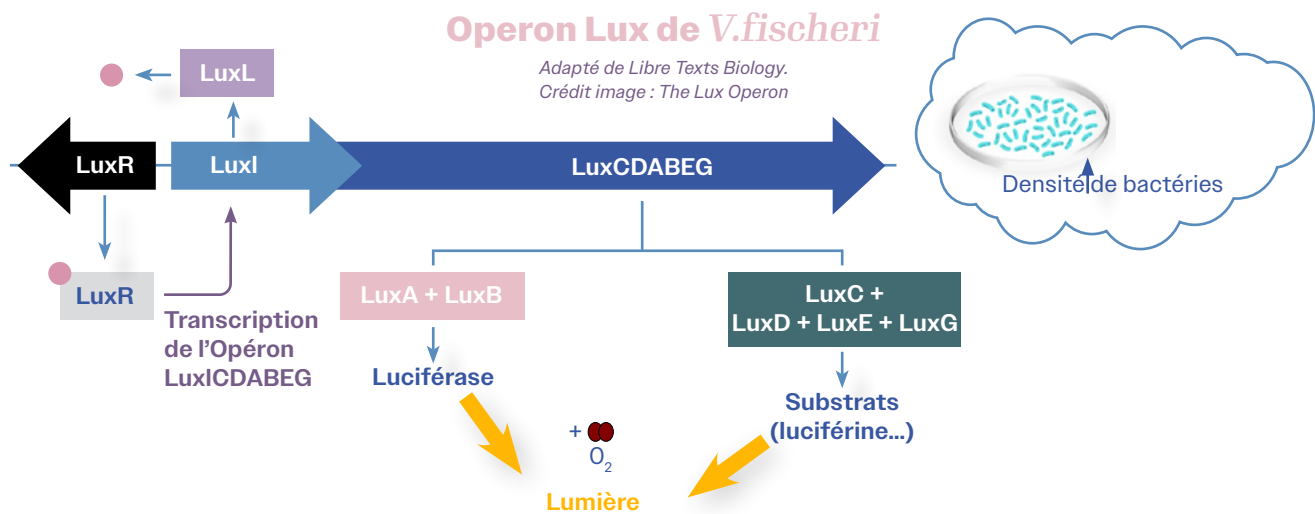 Operon Lux de V.fischeri
Adapté de Libre Texts Biology.
Crédit image : The Lux Operon
LuxL
LuxR
LuxI
LuxCDABEG
Densité de bactéries
LuxR
Transcription
de l’Opéron
LuxICDABEG
LuxA + LuxB
LuxC +
LuxD + LuxE + LuxG
Luciférase
Substrats
(luciférine...)
+
O2
Lumière